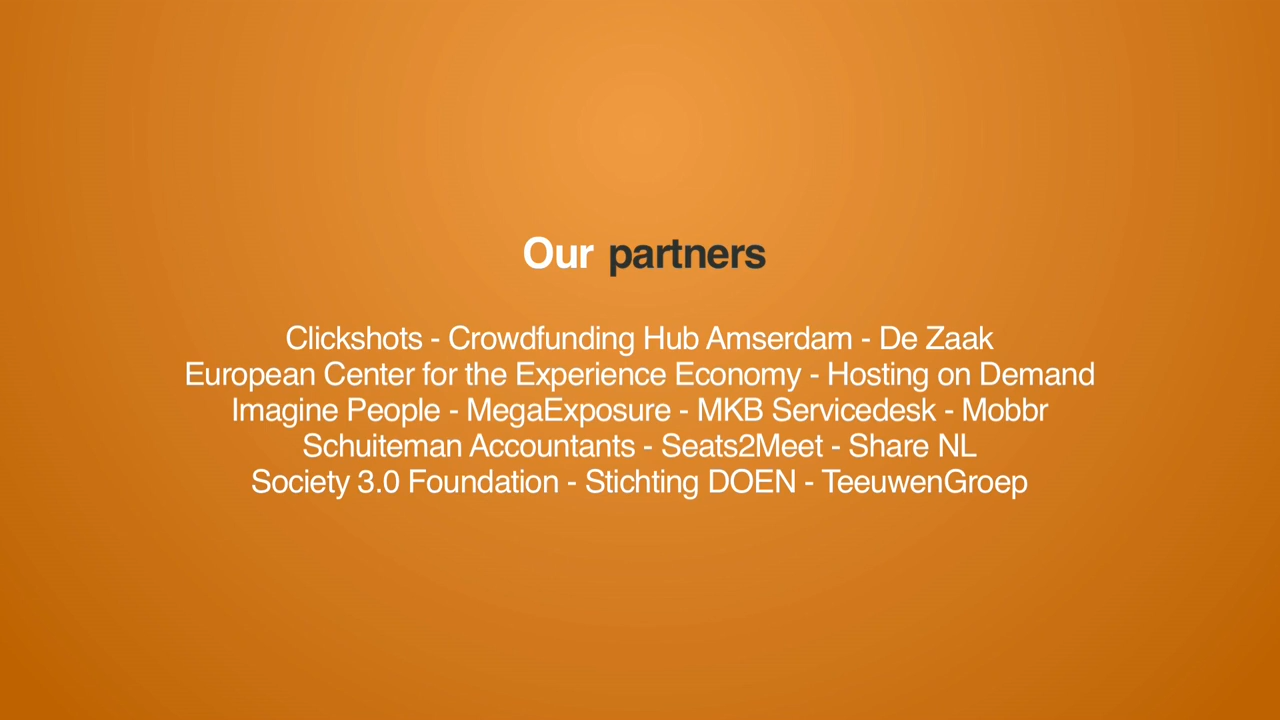 Our partners
Clickshots - Crowdfunding Hub Amserdam - De Zaak
European Center for the Experience Economy - Hosting on Demand
Imagine People - MegaExposure - MKB Servicedesk - Mobbr
Schuiteman Accountants - Seats2Meet - Share NL
Society 3.0 Foundation - Stichting DOEN - TeeuwenGroep